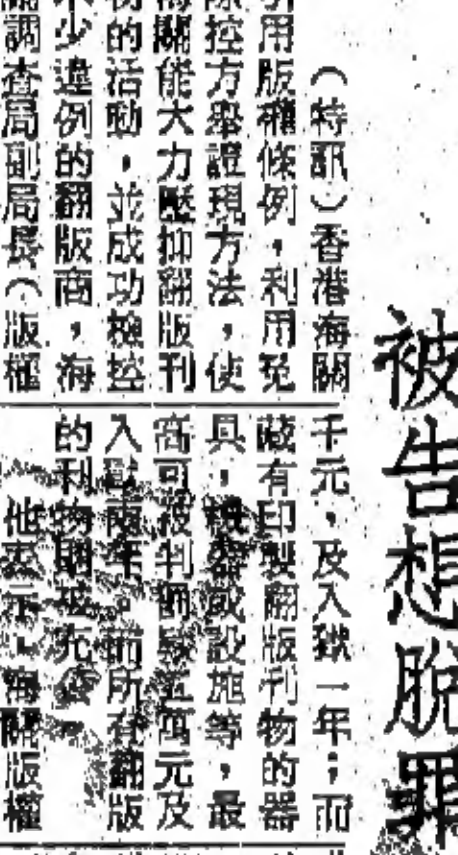 被告想脫罪
（特訊）香港海關
引用版權條例，利用免
除控方舉證現方法，使
海關能大力壓抑翻版刊
物的活動，並成功檢控
不少違例的翻版商，海
關調查局副局長（版權
千元，及入獄一年；而
藏有印製翻版刊物的器
具，機器或設施等，最
高可被判罰款五萬元及
入獄兩年。而所有翻版
的刊物則被充公。
他表示，海關版權